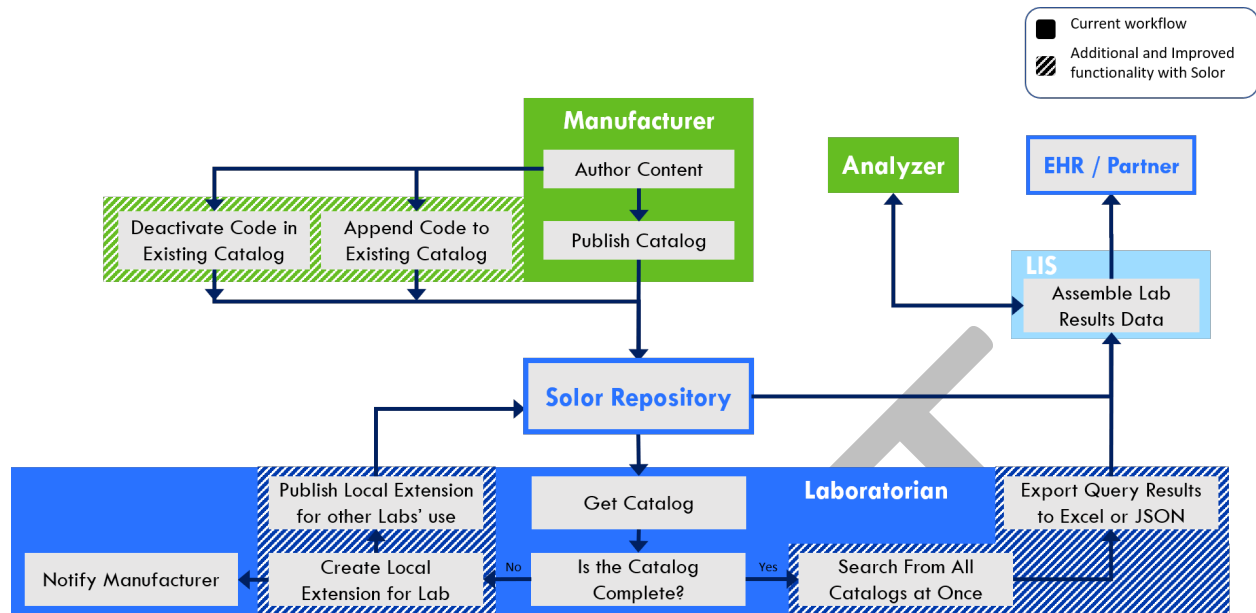 Current workflow
Additional and Improved
functionality with Solor
Manufacturer
Author Content
Analyzer
EHR / Partner
Deactivate Code in
Existing Catalog
Append Code to
Existing Catalog
Publish Catalog
LIS
Assemble Lab
Results Data
Solor Repository
Laboratorian
Publish Local Extension
for other Labs' use
Get Catalog
Export Query Results
to Excel or JSON
Notify Manufacturer
Create Local
Extension for Lab
No
Is the Catalog
Complete?
Yes
Search From All
Catalogs at Once